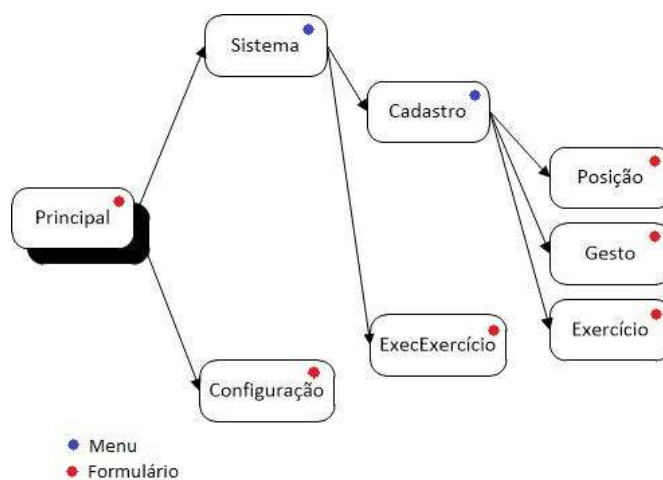 Sistema
Cadastro
Posição
Principal
Gesto
Exercício
ExecExercício
Configuração
Menu
Formulário